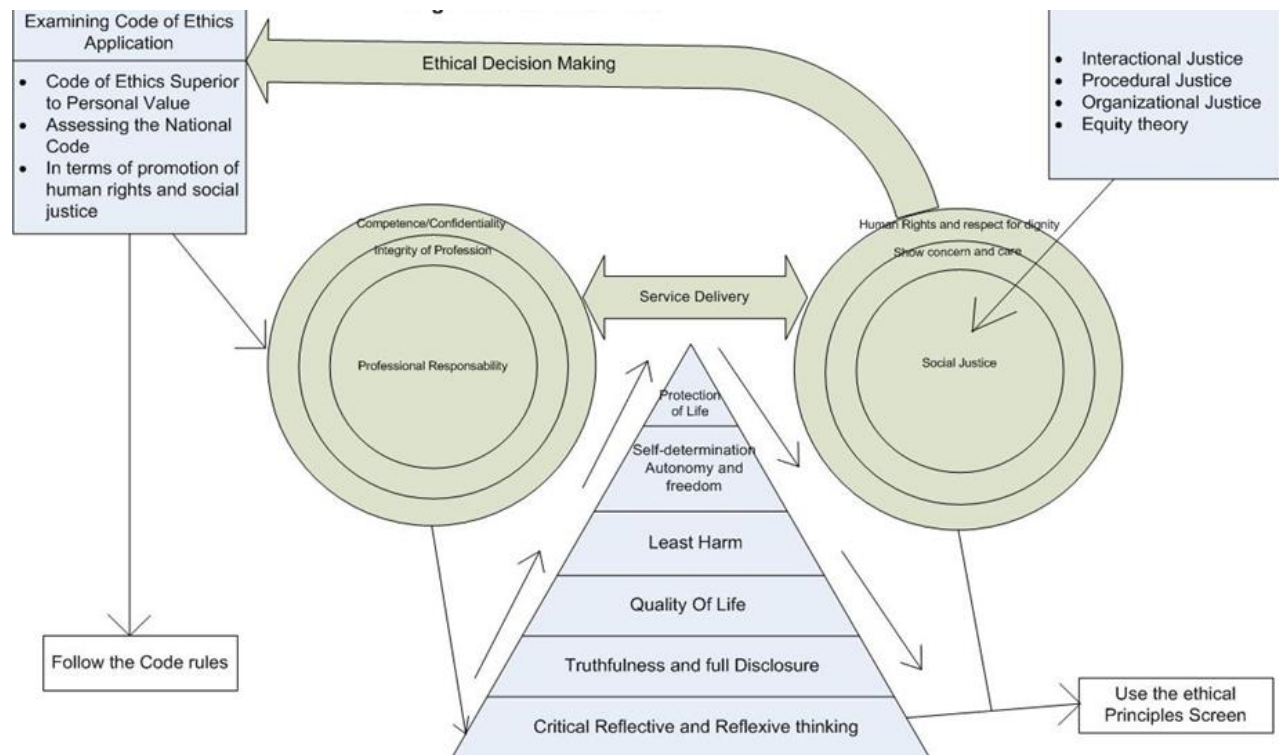 Examining Code of Ethics
Application
• Code of Ethics Superior
to Personal Value
• Assessing the National
Code
• In terms of promotion of
human rights and social
justice
Ethical Decision Making
• Interactional Justice
• Procedural Justice
• Organizational Justice
• Equity theory
Competence/Confidentiality
Integrity of Profession
Professional Responsability
Service Delivery
Human Rights and respect for dignity
Show concern and care
Social Justice
Protection
of Life
Self-determination
Autonomy and
freedom
Least Harm
Quality Of Life
Truthfulness and full Disclosure
Critical Reflective and Reflexive thinking
Follow the Code rules
Use the ethical
Principles Screen